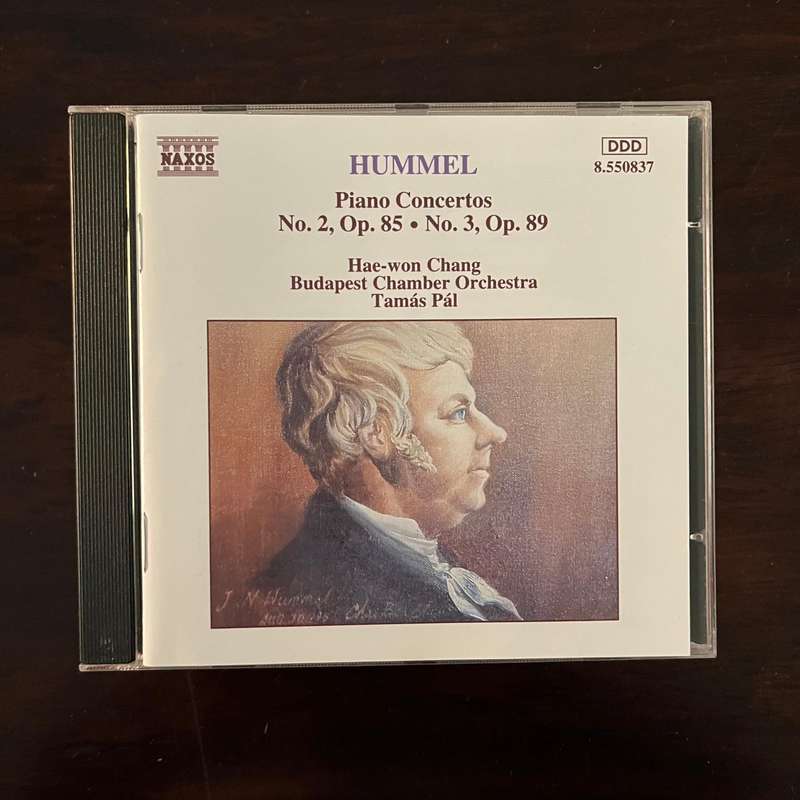 NAXOS
HUMMEL
DDD
8.550837
Piano Concertos
No. 2, Op. 85 • No. 3, Op. 89
Hae-won Chang
Budapest Chamber Orchestra
Tamás Pál
J. N. Hummel